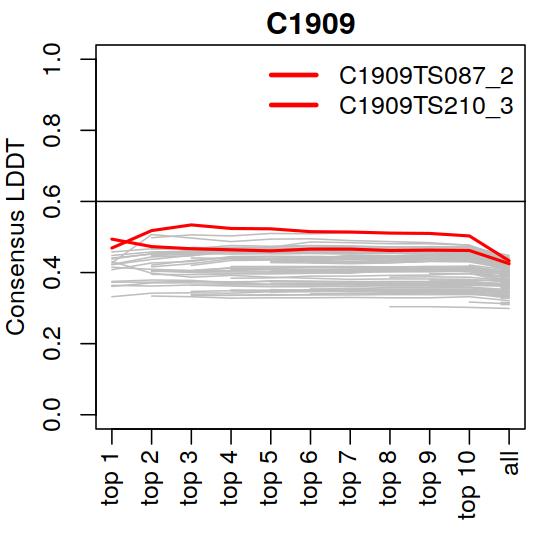 C1909
C1909TS087_2
C1909TS210_3
Consensus LDDT
1.0
0.8
0.6
0.4
0.2
0.0
top 1
top 2
top 3
top 4
top 5
top 6
top 7
top 8
top 9
top 10
all